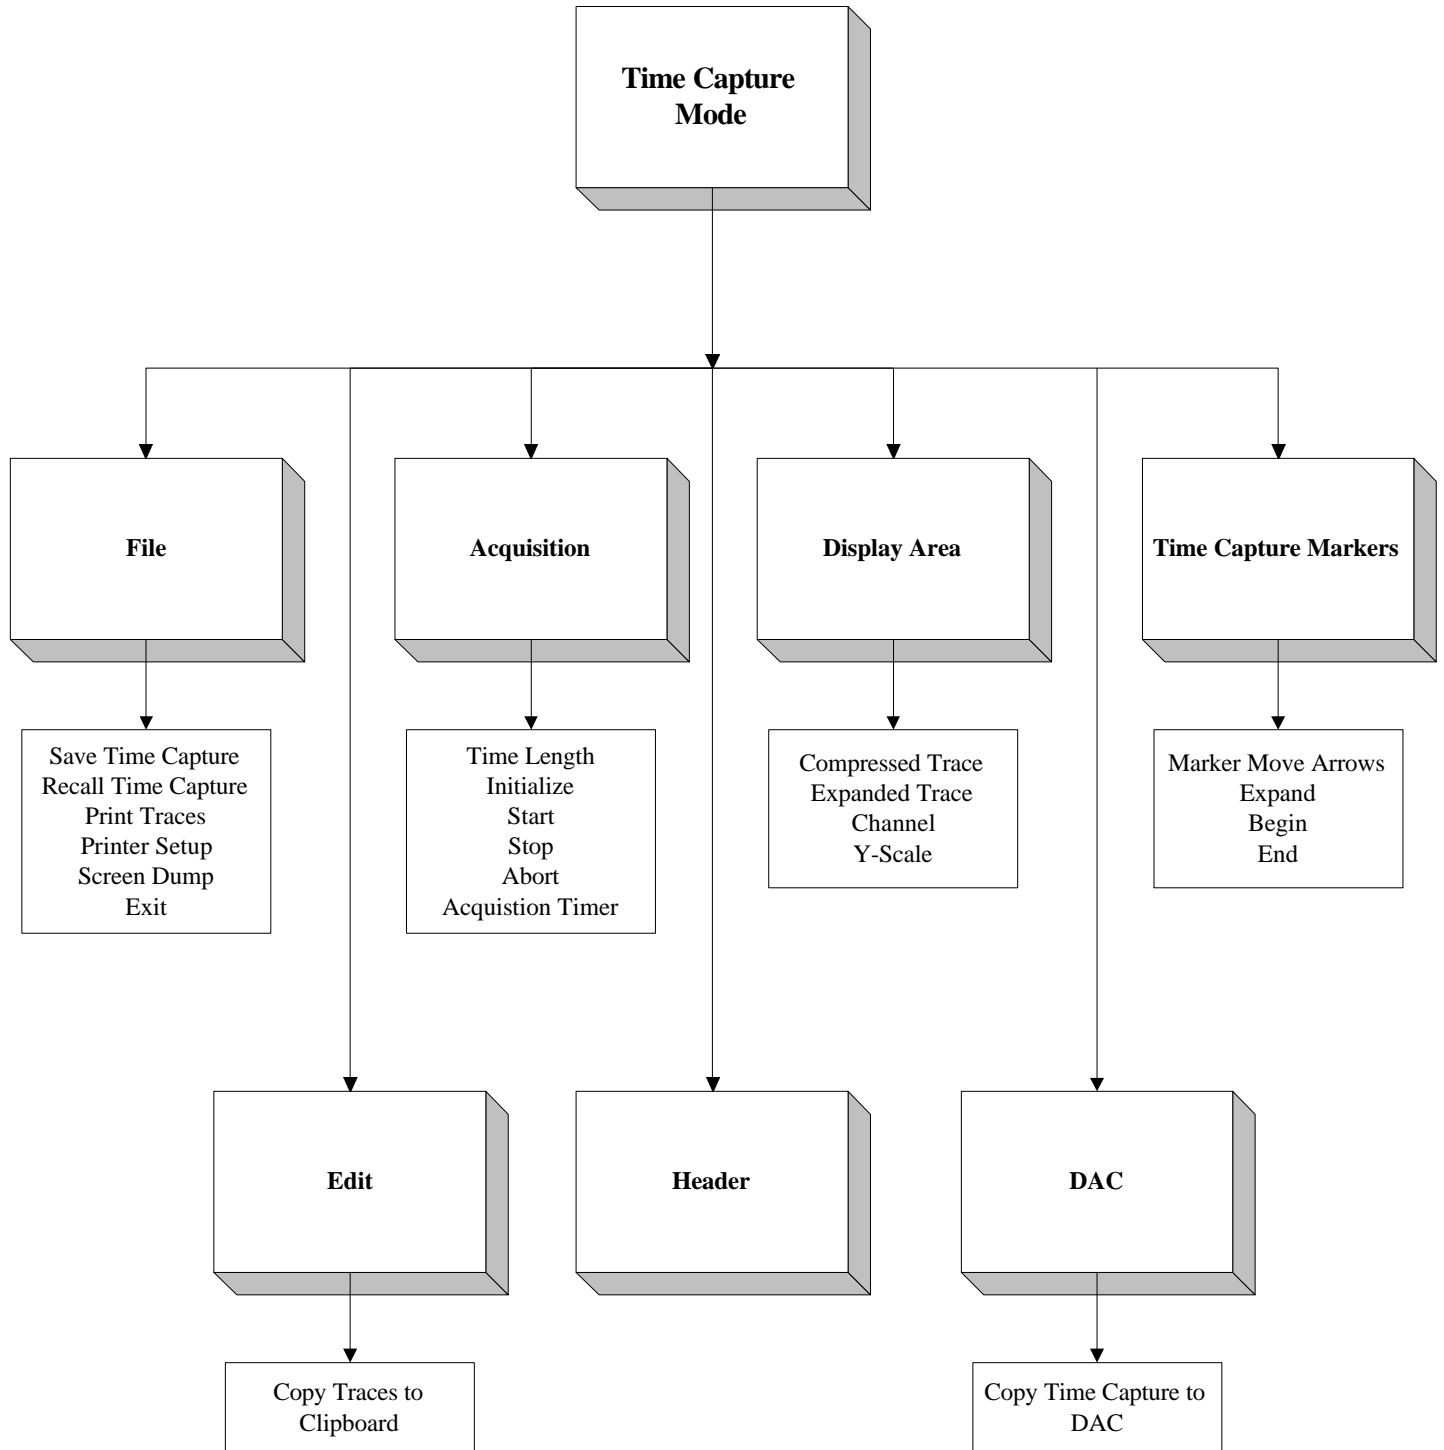 Time Capture
Mode
File
Acquisition
Display Area
Time Capture Markers
Save Time Capture
Recall Time Capture
Print Traces
Printer Setup
Screen Dump
Exit
Time Length
Initialize
Start
Stop
Abort
Acquistion Timer
Compressed Trace
Expanded Trace
Channel
Y-Scale
Marker Move Arrows
Expand
Begin
End
Edit
Header
DAC
Copy Traces to
Clipboard
Copy Time Capture to
DAC